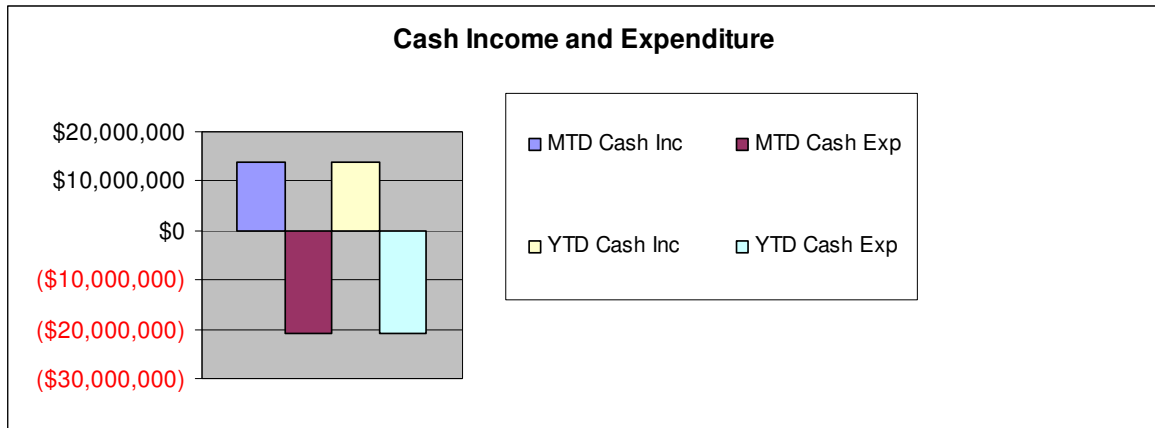 Cash Income and Expenditure
$20,000,000
$10,000,000
$0
($10,000,000)
($20,000,000)
($30,000,000)
MTD Cash Inc
MTD Cash Exp
YTD Cash Inc
YTD Cash Exp